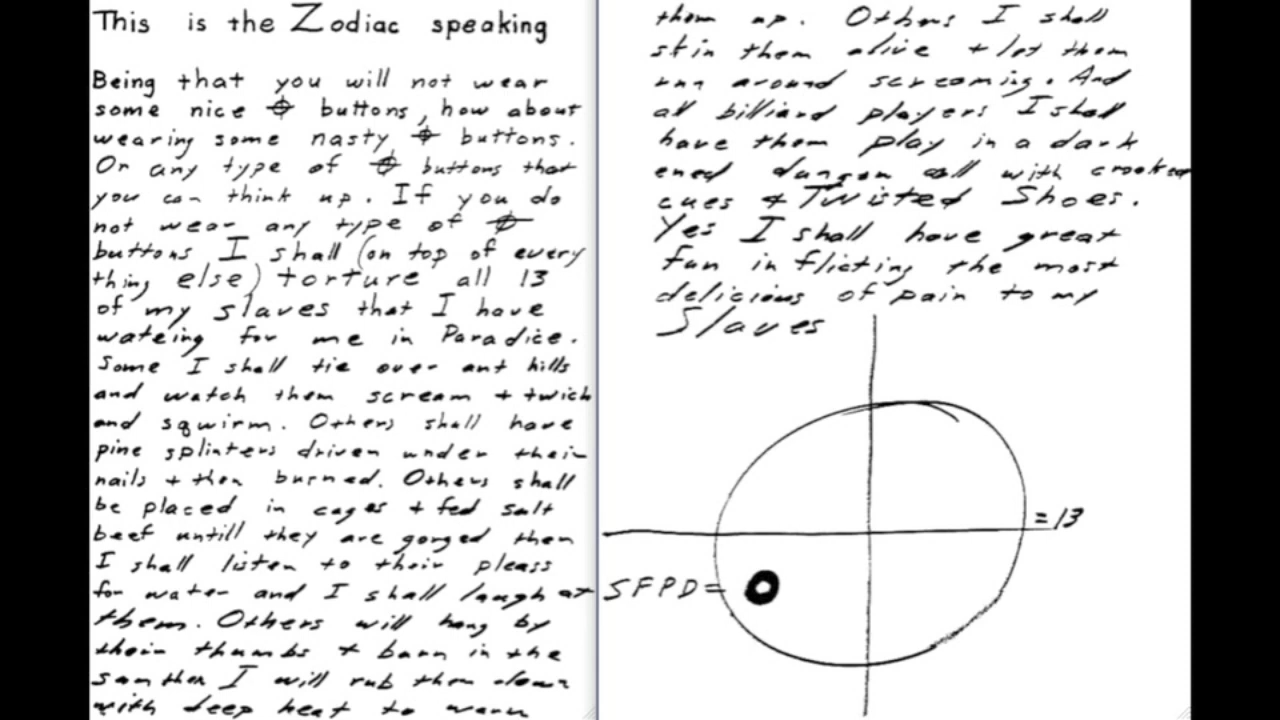 This is the Zodiac speaking
Being that you will not wear
some nice ⌖ buttons, how about
wearing some nasty ⌖ buttons.
Or any type of ⌖ buttons that
you can think up. If you do
not wear any type of ⌖
buttons I shall (on top of every
thing else) torture all 13
of my slaves that I have
wateing for me in Paradice.
Some I shall tie over ant hills
and watch them scream + twich
and sqwirm. Others shall have
pine splinters driven under their
nails + then burned. Others shall
be placed in cages + fed salt
beef untill they are gorged then
I shall listen to their pleass
for water and I shall laugh at
them. Others will hang by
their thumbs + burn in the
sun then I will rub them down
with deep heat to warm
them up. Others I shall
skin them alive + let them
run around screaming. And
all billiard players I shall
have them play in a dark
ened dungen all with crooked
cues + Twisted Shoes.
Yes I shall have great
fun in flicting the most
delicious of pain to my
Slaves
= 13
SFPD =